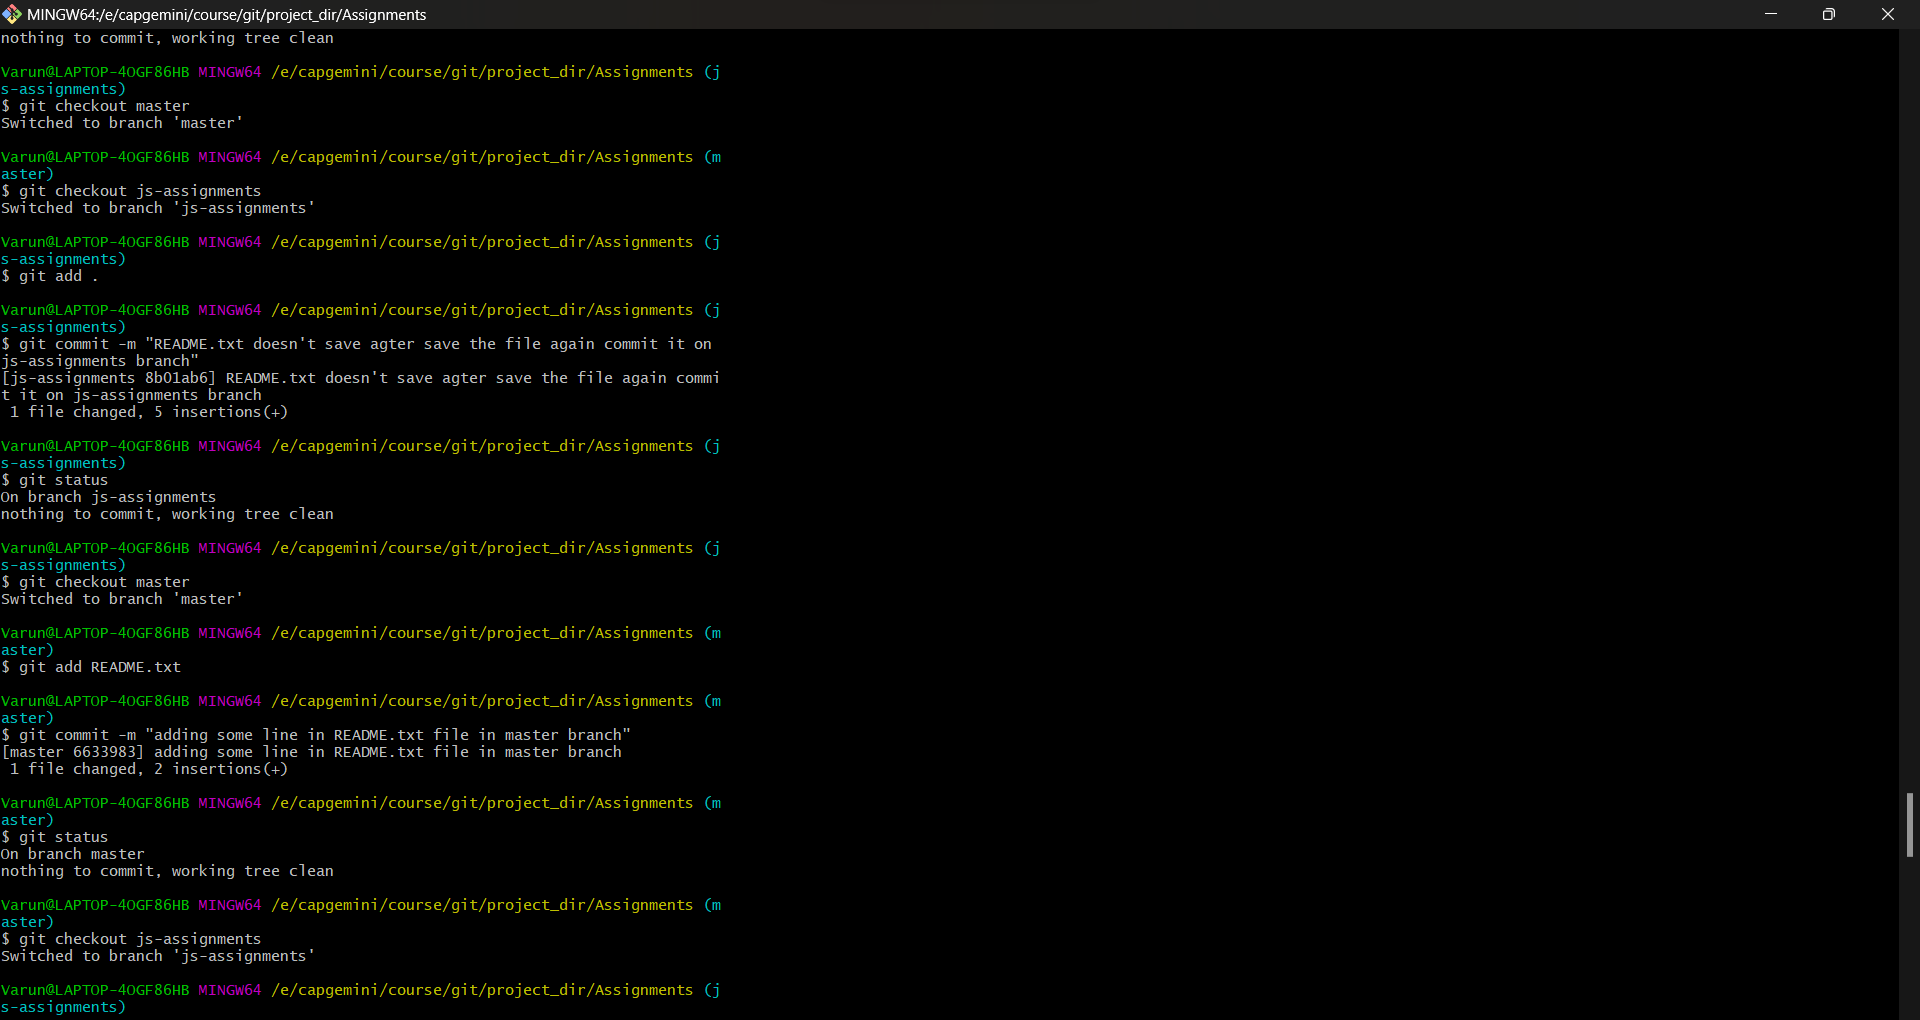 MINGW64:/e/capgemini/course/git/project_dir/Assignments
nothing to commit, working tree clean
Varun@LAPTOP-4OGF86HB MINGW64 /e/capgemini/course/git/project_dir/Assignments (j
s-assignments)
$ git checkout master
Switched to branch 'master'
Varun@LAPTOP-4OGF86HB MINGW64 /e/capgemini/course/git/project_dir/Assignments (m
aster)
$ git checkout js-assignments
Switched to branch 'js-assignments'
Varun@LAPTOP-4OGF86HB MINGW64 /e/capgemini/course/git/project_dir/Assignments (j
s-assignments)
$ git add .
Varun@LAPTOP-4OGF86HB MINGW64 /e/capgemini/course/git/project_dir/Assignments (j
s-assignments)
$ git commit -m "README.txt doesn't save agter save the file again commit it on
js-assignments branch"
[js-assignments 8b01ab6] README.txt doesn't save agter save the file again commi
t it on js-assignments branch
 1 file changed, 5 insertions(+)
Varun@LAPTOP-4OGF86HB MINGW64 /e/capgemini/course/git/project_dir/Assignments (j
s-assignments)
$ git status
On branch js-assignments
nothing to commit, working tree clean
Varun@LAPTOP-4OGF86HB MINGW64 /e/capgemini/course/git/project_dir/Assignments (j
s-assignments)
$ git checkout master
Switched to branch 'master'
Varun@LAPTOP-4OGF86HB MINGW64 /e/capgemini/course/git/project_dir/Assignments (m
aster)
$ git add README.txt
Varun@LAPTOP-4OGF86HB MINGW64 /e/capgemini/course/git/project_dir/Assignments (m
aster)
$ git commit -m "adding some line in README.txt file in master branch"
[master 6633983] adding some line in README.txt file in master branch
 1 file changed, 2 insertions(+)
Varun@LAPTOP-4OGF86HB MINGW64 /e/capgemini/course/git/project_dir/Assignments (m
aster)
$ git status
On branch master
nothing to commit, working tree clean
Varun@LAPTOP-4OGF86HB MINGW64 /e/capgemini/course/git/project_dir/Assignments (m
aster)
$ git checkout js-assignments
Switched to branch 'js-assignments'
Varun@LAPTOP-4OGF86HB MINGW64 /e/capgemini/course/git/project_dir/Assignments (j
s-assignments)